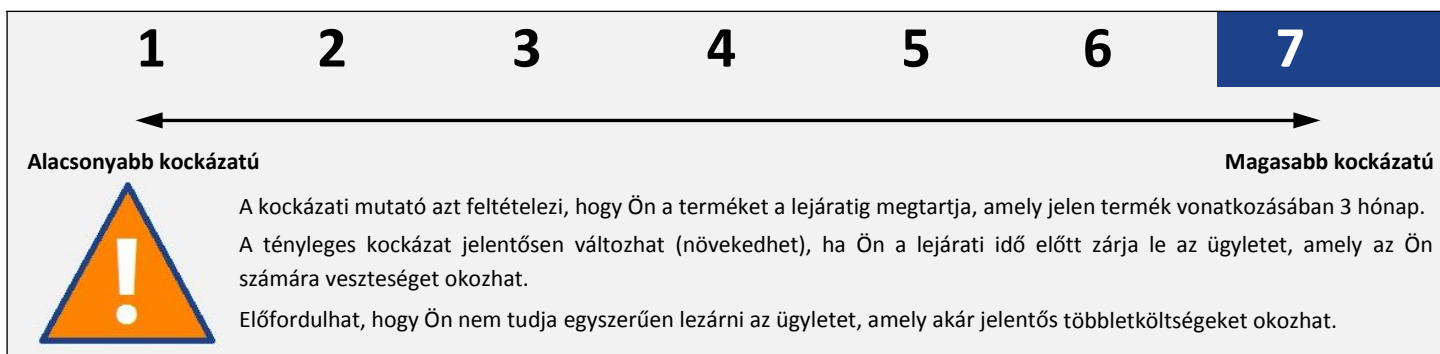 1 2 3 4 5 6 7
Alacsonyabb kockázatú Magasabb kockázatú
A kockázati mutató azt feltételezi, hogy Ön a terméket a lejáratig megtartja, amely jelen termék vonatkozásában 3 hónap.
A tényleges kockázat jelentősen változhat (növekedhet), ha Ön a lejárati idő előtt zárja le az ügyletet, amely az Ön
számára veszteséget okozhat.
Előfordulhat, hogy Ön nem tudja egyszerűen lezárni az ügyletet, amely akár jelentős többletköltségeket okozhat.